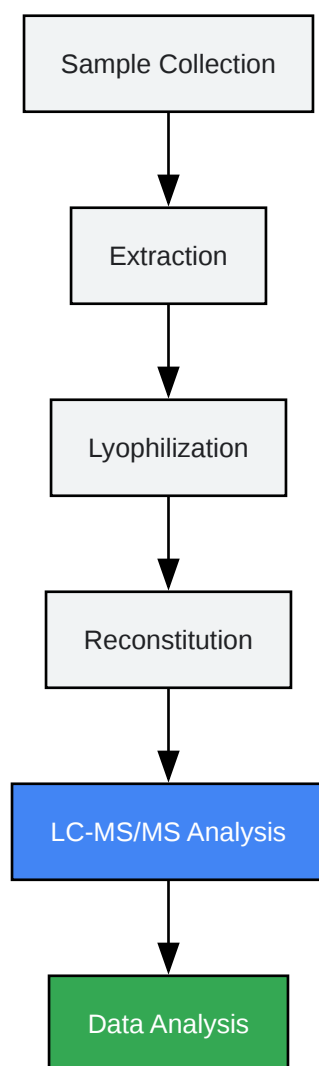 Sample Collection
Extraction
Lyophilization
Reconstitution
LC-MS/MS Analysis
Data Analysis